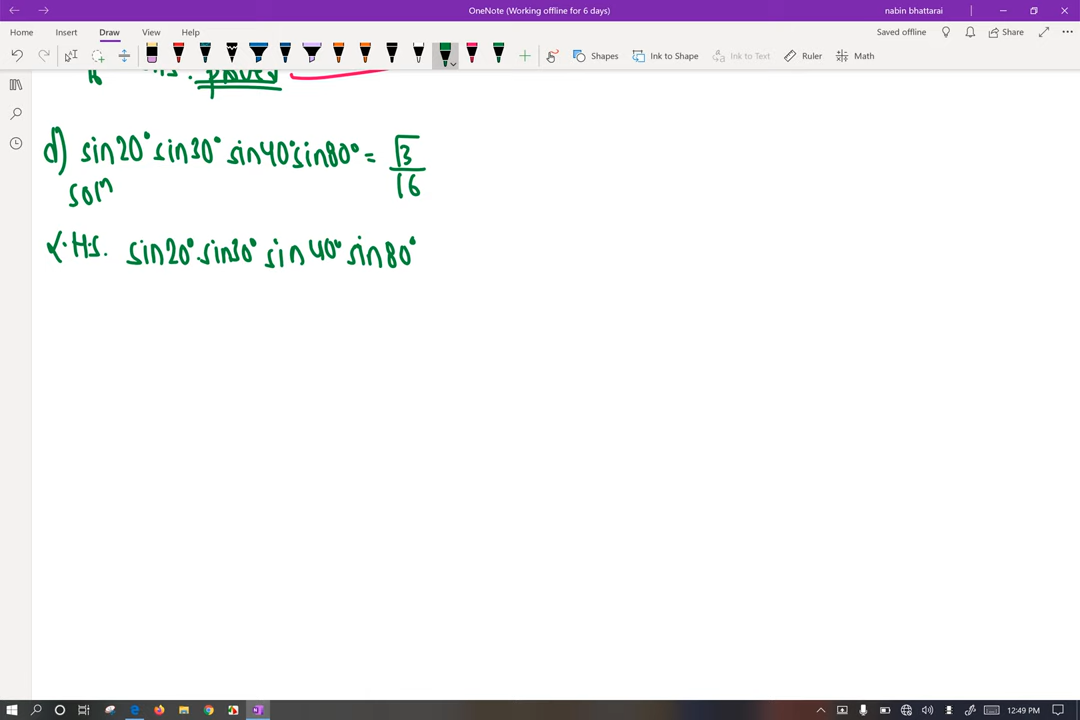 OneNote (Working offline for 6 days)
nabin bhattarai
Home Insert Draw View Help
Saved offline
Share
Shapes Ink to Shape Ink to Text Ruler Math
proved
d) sin20° sin30° sin40° sin80° = √3/16
soln
L.H.S. sin20°.sin30° sin40° sin80°
12:49 PM